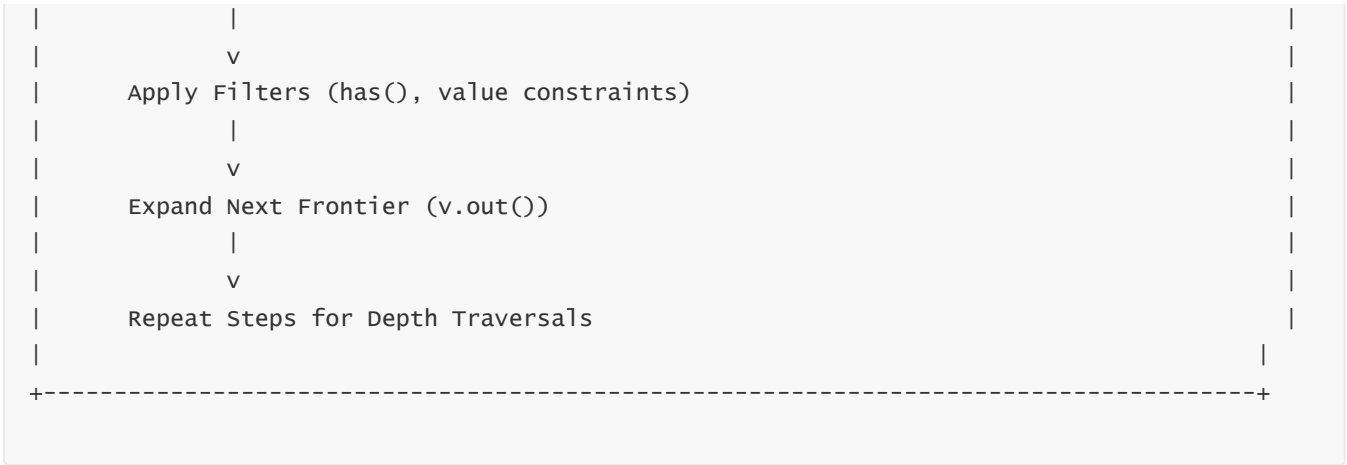 |             |                                                                          |
|             v                                                                          |
|      Apply Filters (has(), value constraints)                                          |
|             |                                                                          |
|             v                                                                          |
|      Expand Next Frontier (v.out())                                                    |
|             |                                                                          |
|             v                                                                          |
|      Repeat Steps for Depth Traversals                                                 |
|                                                                                      |
+--------------------------------------------------------------------------------------+